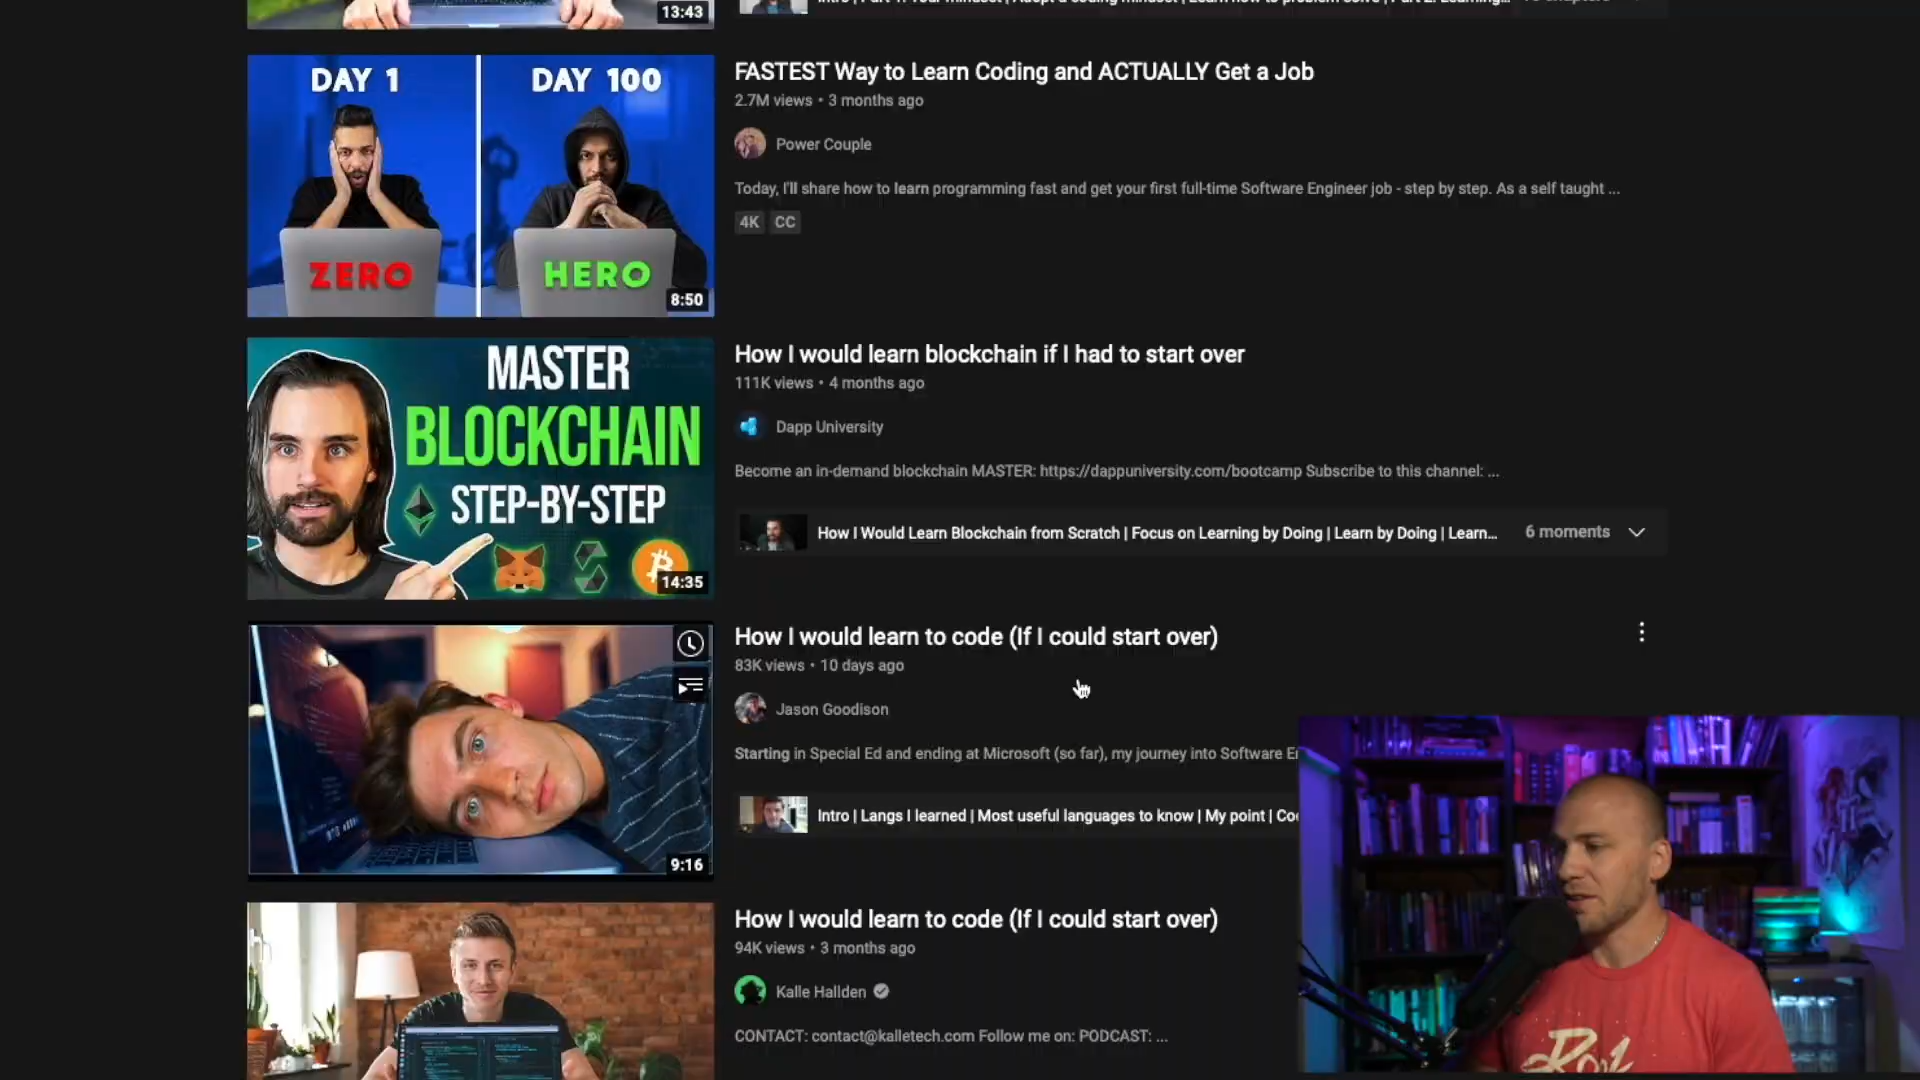 13:43
DAY 1
DAY 100
ZERO
HERO
8:50
FASTEST Way to Learn Coding and ACTUALLY Get a Job
2.7M views • 3 months ago
Power Couple
Today, I'll share how to learn programming fast and get your first full-time Software Engineer job - step by step. As a self taught ...
4K CC
MASTER
BLOCKCHAIN
STEP-BY-STEP
14:35
How I would learn blockchain if I had to start over
111K views • 4 months ago
Dapp University
Become an in-demand blockchain MASTER: https://dappuniversity.com/bootcamp Subscribe to this channel: ...
How I Would Learn Blockchain from Scratch | Focus on Learning by Doing | Learn by Doing | Learn... 6 moments
9:16
How I would learn to code (If I could start over)
83K views • 10 days ago
Jason Goodison
Starting in Special Ed and ending at Microsoft (so far), my journey into Software
Intro | Langs I learned | Most useful languages to know | My point |
How I would learn to code (If I could start over)
94K views • 3 months ago
Kalle Hallden
CONTACT: contact@kalletech.com Follow me on: PODCAST: ...